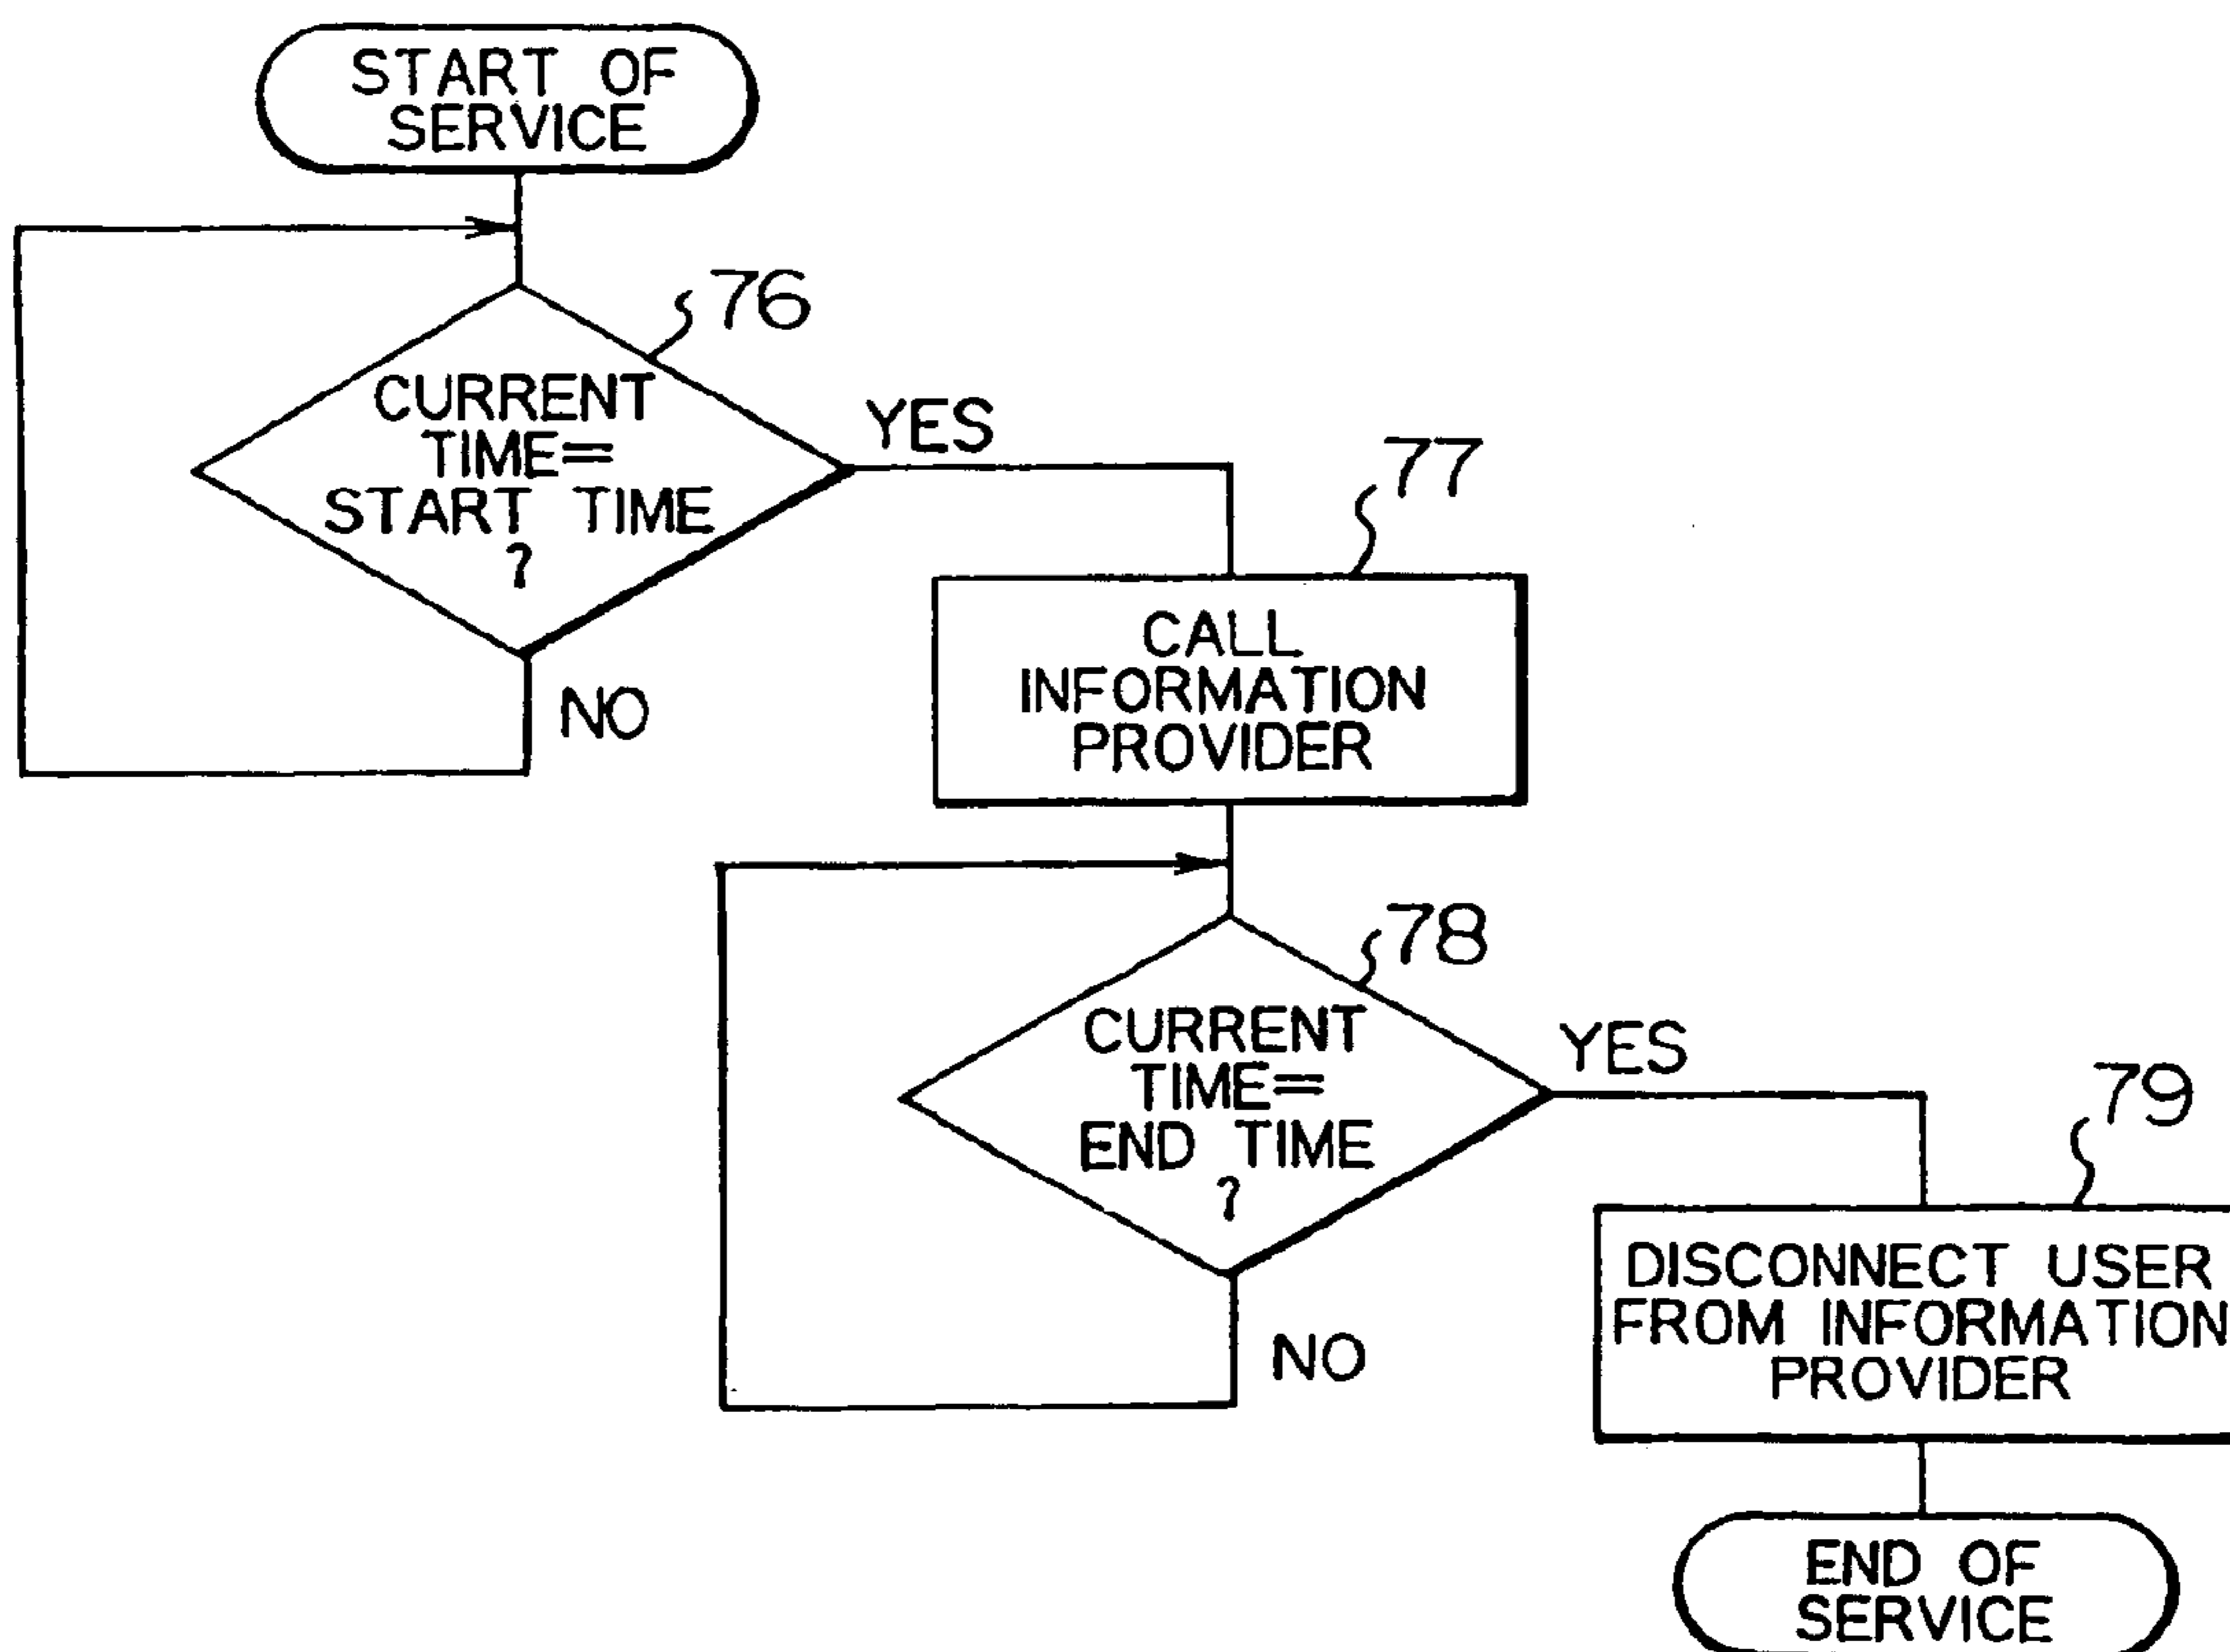 START OF
SERVICE
76
CURRENT
TIME=
START TIME
?
YES
NO
77
CALL
INFORMATION
PROVIDER
78
CURRENT
TIME=
END TIME
?
YES
NO
79
DISCONNECT USER
FROM INFORMATION
PROVIDER
END OF
SERVICE